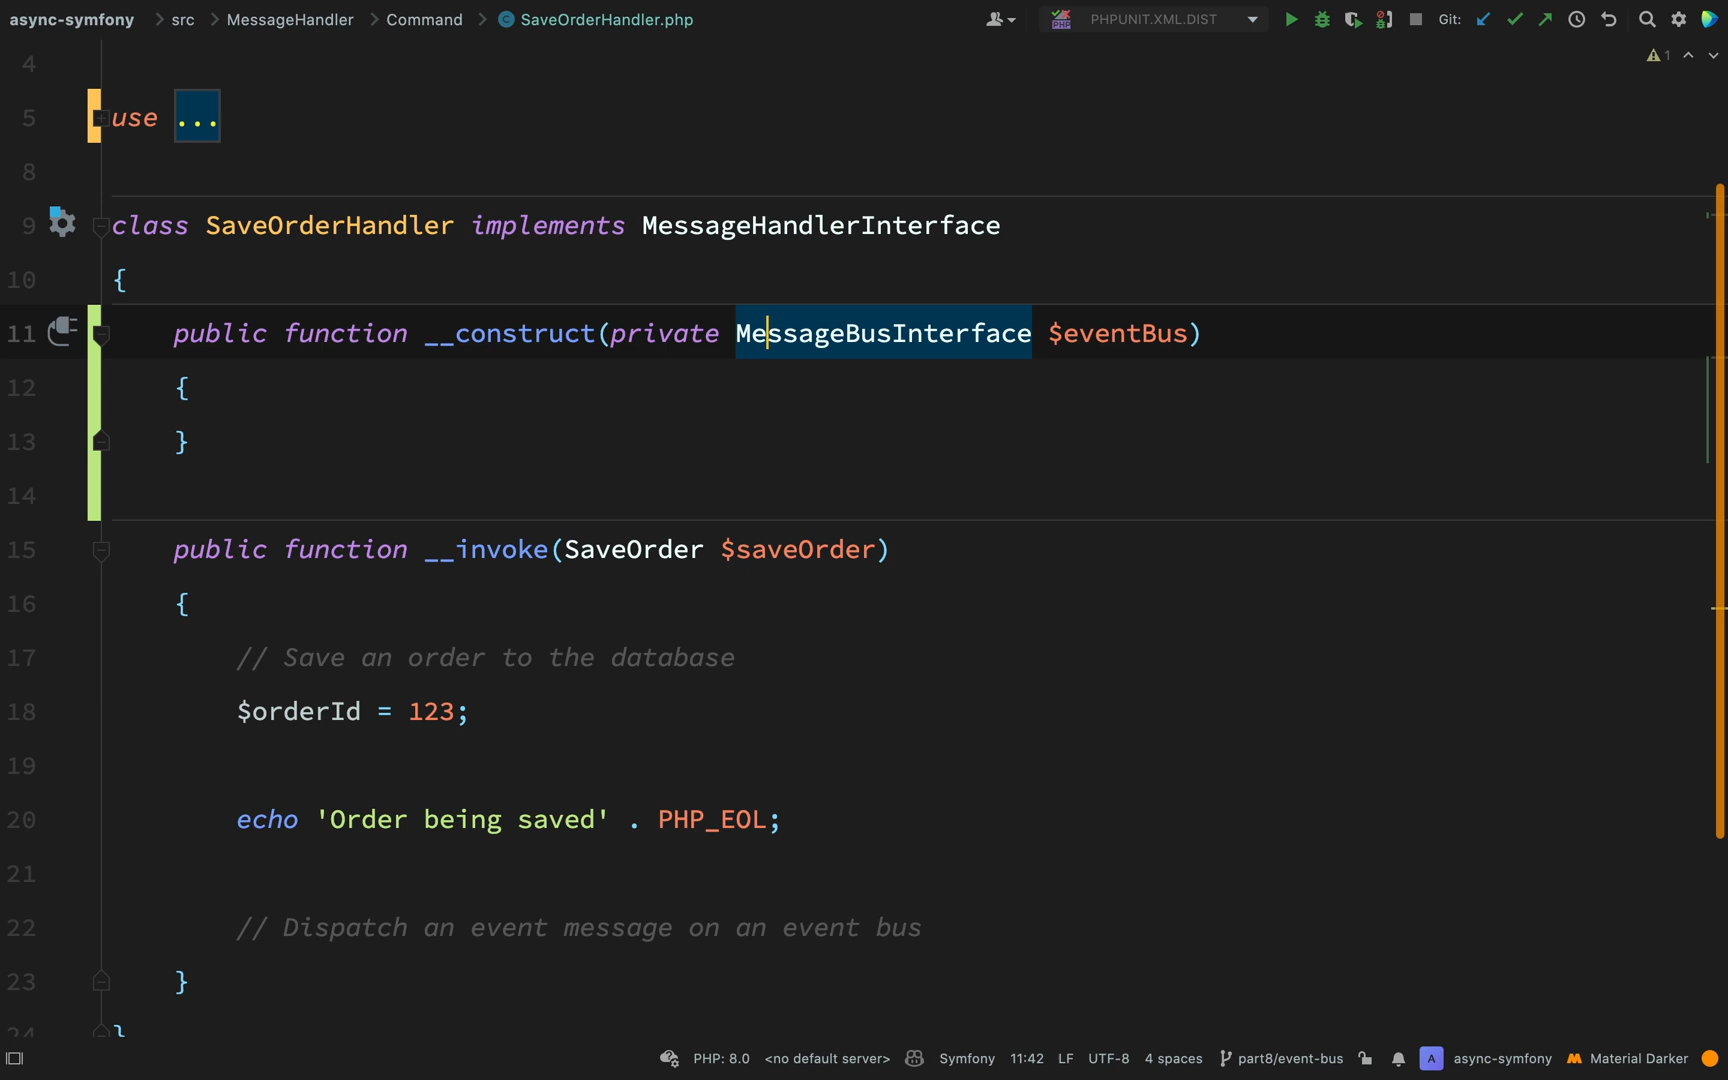 async-symfony > src > MessageHandler > Command > SaveOrderHandler.php
PHPUNIT.XML.DIST
Git:
1
4
5 use ...
8
9 class SaveOrderHandler implements MessageHandlerInterface
10 {
11 public function __construct(private MessageBusInterface $eventBus)
12 {
13 }
14
15 public function __invoke(SaveOrder $saveOrder)
16 {
17 // Save an order to the database
18 $orderId = 123;
19
20 echo 'Order being saved' . PHP_EOL;
21
22 // Dispatch an event message on an event bus
23 }
24 }
PHP: 8.0 <no default server> Symfony 11:42 LF UTF-8 4 spaces part8/event-bus A async-symfony Material Darker